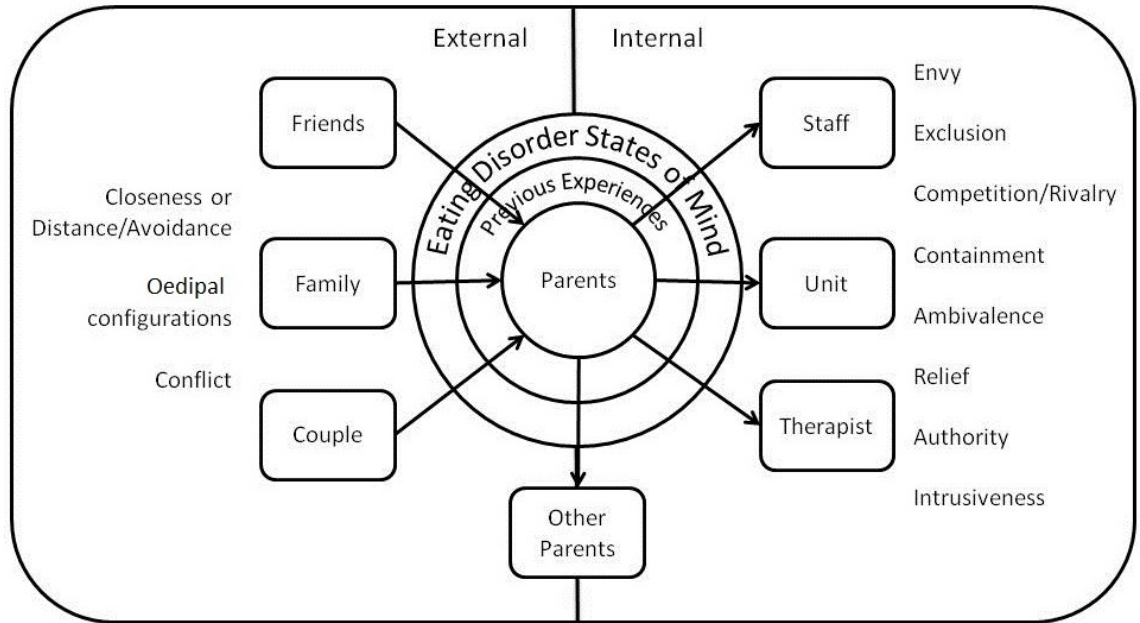 External
Internal
Friends
Closeness or
Distance/Avoidance
Family
Oedipal
configurations
Conflict
Couple
Eating Disorder States of Mind
Previous Experiences
Parents
Other
Parents
Staff
Unit
Therapist
Envy
Exclusion
Competition/Rivalry
Containment
Ambivalence
Relief
Authority
Intrusiveness